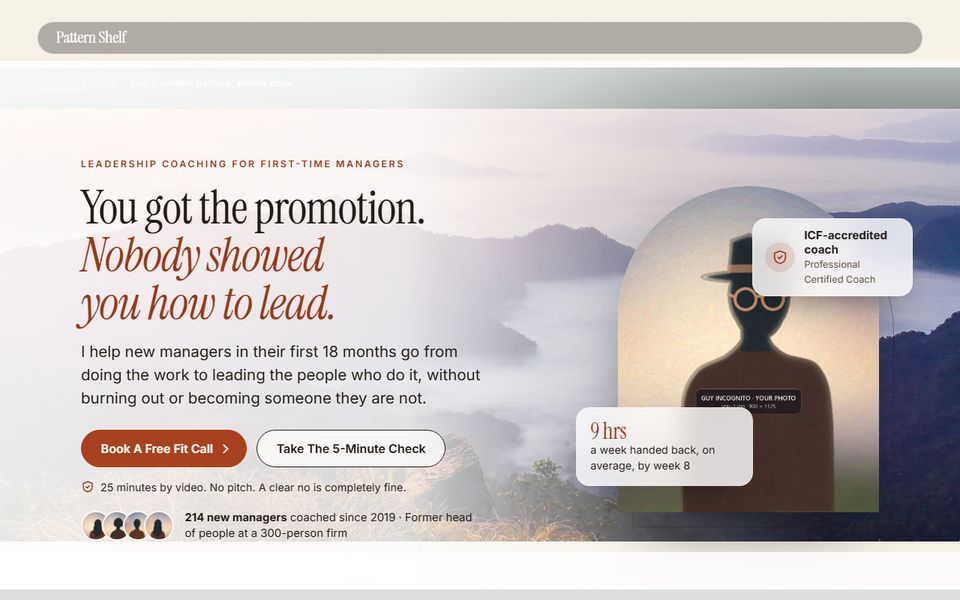 Pattern Shelf
← Design Library · Every section pattern, shown once
LEADERSHIP COACHING FOR FIRST-TIME MANAGERS
You got the promotion.
Nobody showed
you how to lead.
I help new managers in their first 18 months go from
doing the work to leading the people who do it, without
burning out or becoming someone they are not.
Book A Free Fit Call
Take The 5-Minute Check
25 minutes by video. No pitch. A clear no is completely fine.
214 new managers coached since 2019 · Former head
of people at a 300-person firm
ICF-accredited
coach
Professional
Certified Coach
GUY INCOGNITO · YOUR PHOTO
9 hrs
a week handed back, on
average, by week 8